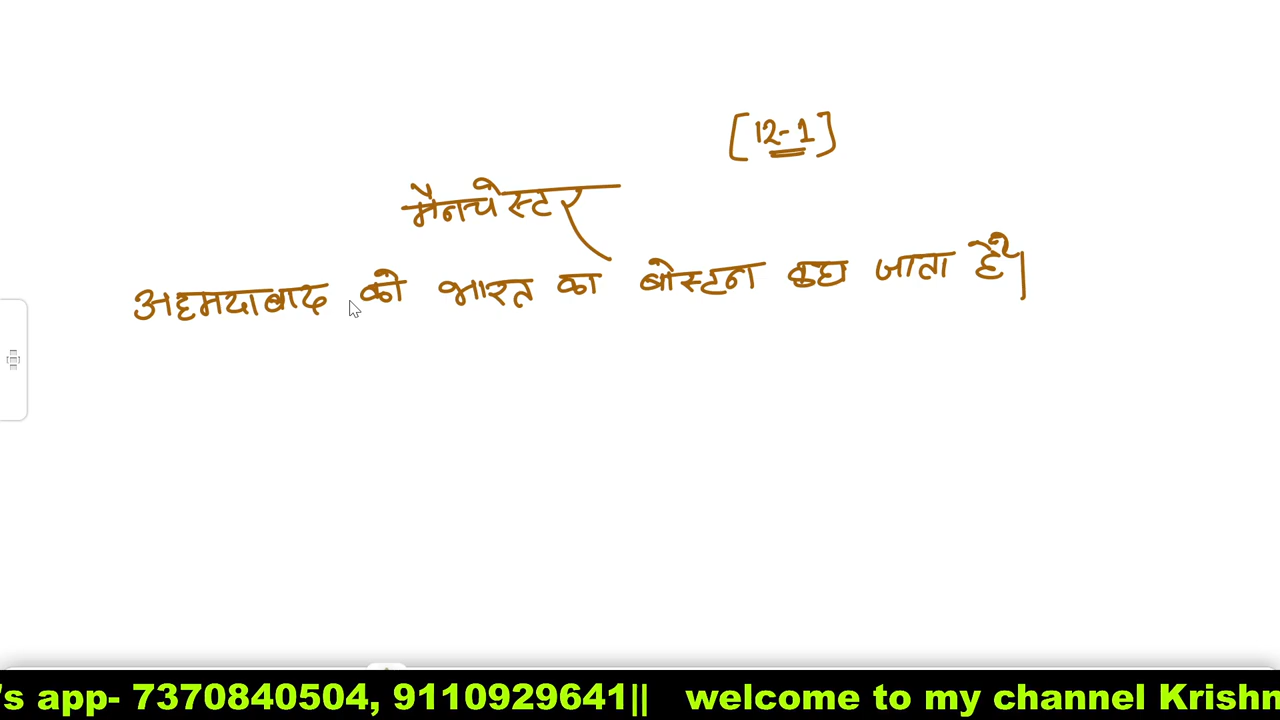 [12-1]
मैनचेस्टर
अहमदाबाद को भारत का बोस्टन कहा जाता है।
's app- 7370840504, 9110929641|| welcome to my channel Krishn